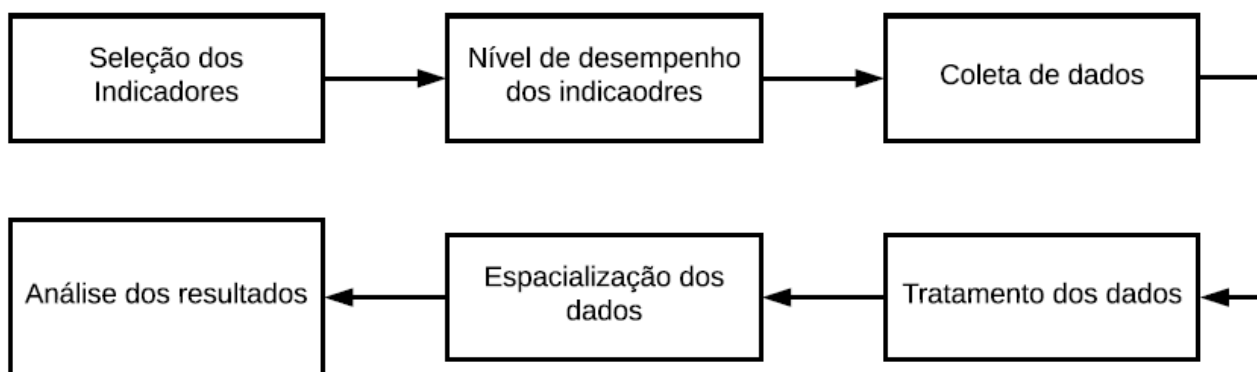 Seleção dos
Indicadores
Nível de desempenho
dos indicaodres
Coleta de dados
Tratamento dos dados
Espacialização dos
dados
Análise dos resultados